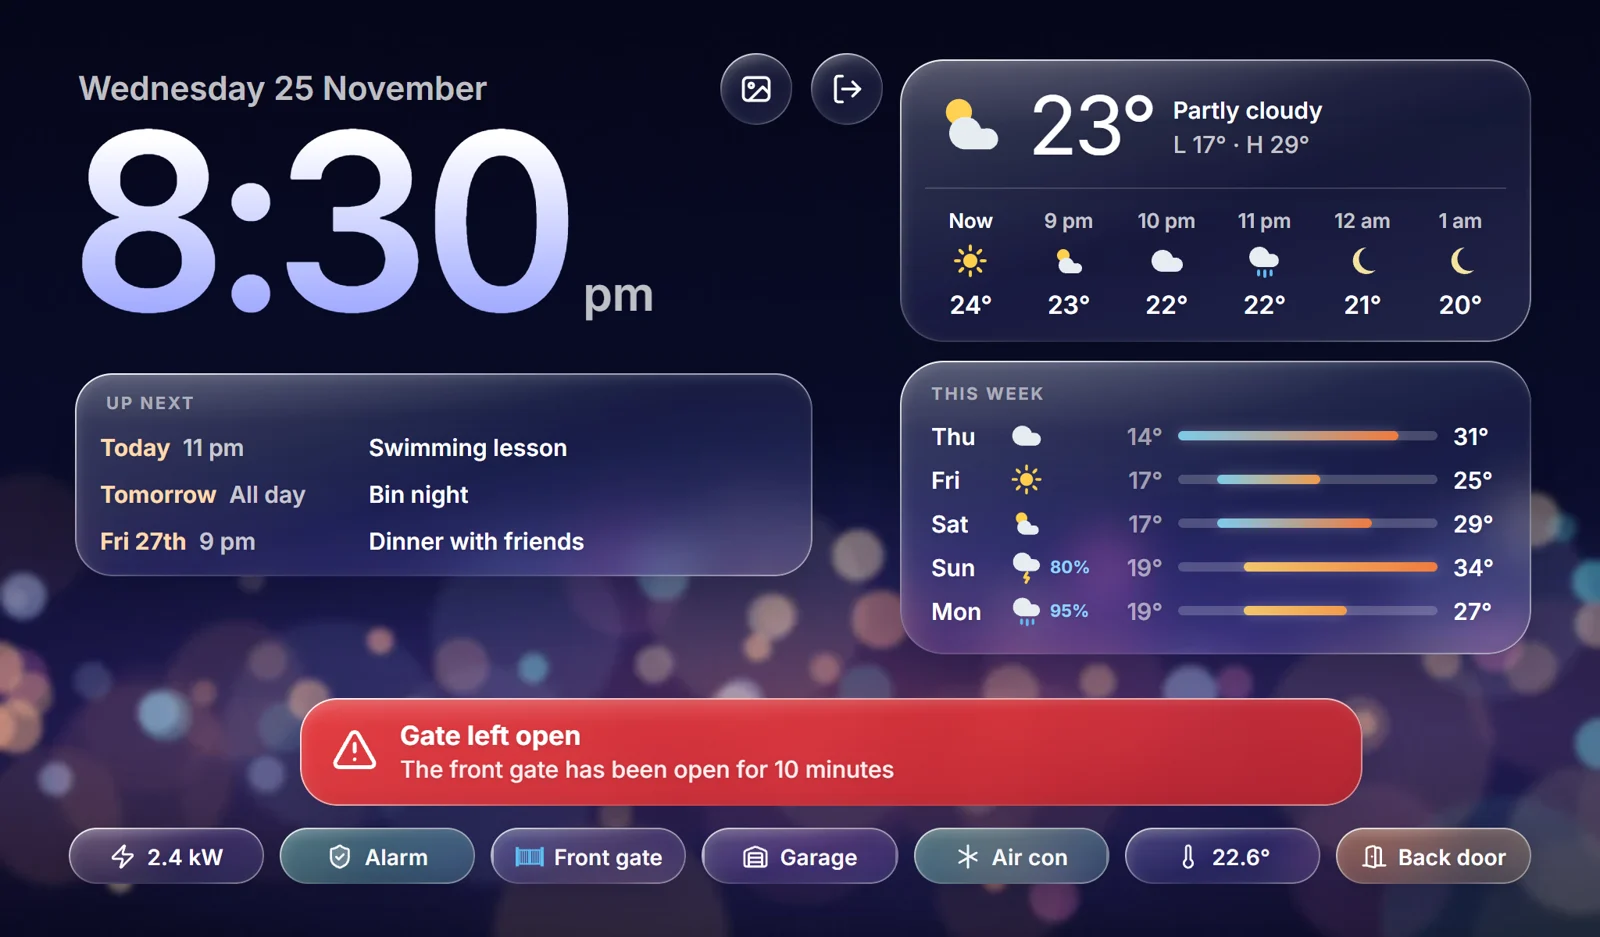 Wednesday 25 November
8:30 pm
23° Partly cloudy
L 17° · H 29°
Now 9 pm 10 pm 11 pm 12 am 1 am
24° 23° 22° 22° 21° 20°
UP NEXT
Today 11 pm Swimming lesson
Tomorrow All day Bin night
Fri 27th 9 pm Dinner with friends
THIS WEEK
Thu 14° 31°
Fri 17° 25°
Sat 17° 29°
Sun 80% 19° 34°
Mon 95% 19° 27°
Gate left open
The front gate has been open for 10 minutes
2.4 kW Alarm Front gate Garage Air con 22.6° Back door